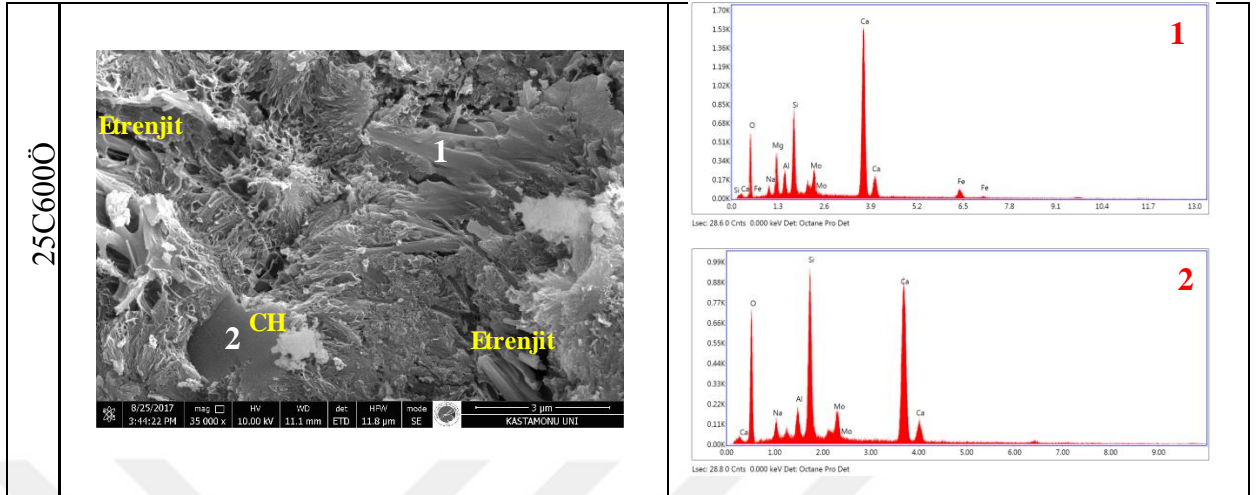 25C600Ö
Etrenjit
1
2
CH
Etrenjit
8/25/2017
3:44:22 PM
mag
35 000 x
HV
10.00 kV
WD
11.1 mm
det
ETD
HFW
11.8 µm
mode
SE
3 µm
KASTAMONU UNI
1
1.70K
1.53K
1.36K
1.19K
1.02K
0.85K
0.68K
0.51K
0.34K
0.17K
0.00K
Si
Ca
O
Fe
Na
Mg
Al
Si
Mo
Mo
Ca
Ca
Fe
Fe
0.0 1.3 2.6 3.9 5.2 6.5 7.8 9.1 10.4 11.7 13.0
Lsec: 28.6 0 Cnts 0.000 keV Det: Octane Pro Det
2
0.99K
0.88K
0.77K
0.66K
0.55K
0.44K
0.33K
0.22K
0.11K
0.00K
Ca
O
Na
Al
Si
Mo
Mo
Ca
Ca
0.00 1.00 2.00 3.00 4.00 5.00 6.00 7.00 8.00 9.00
Lsec: 28.8 0 Cnts 0.000 keV Det: Octane Pro Det